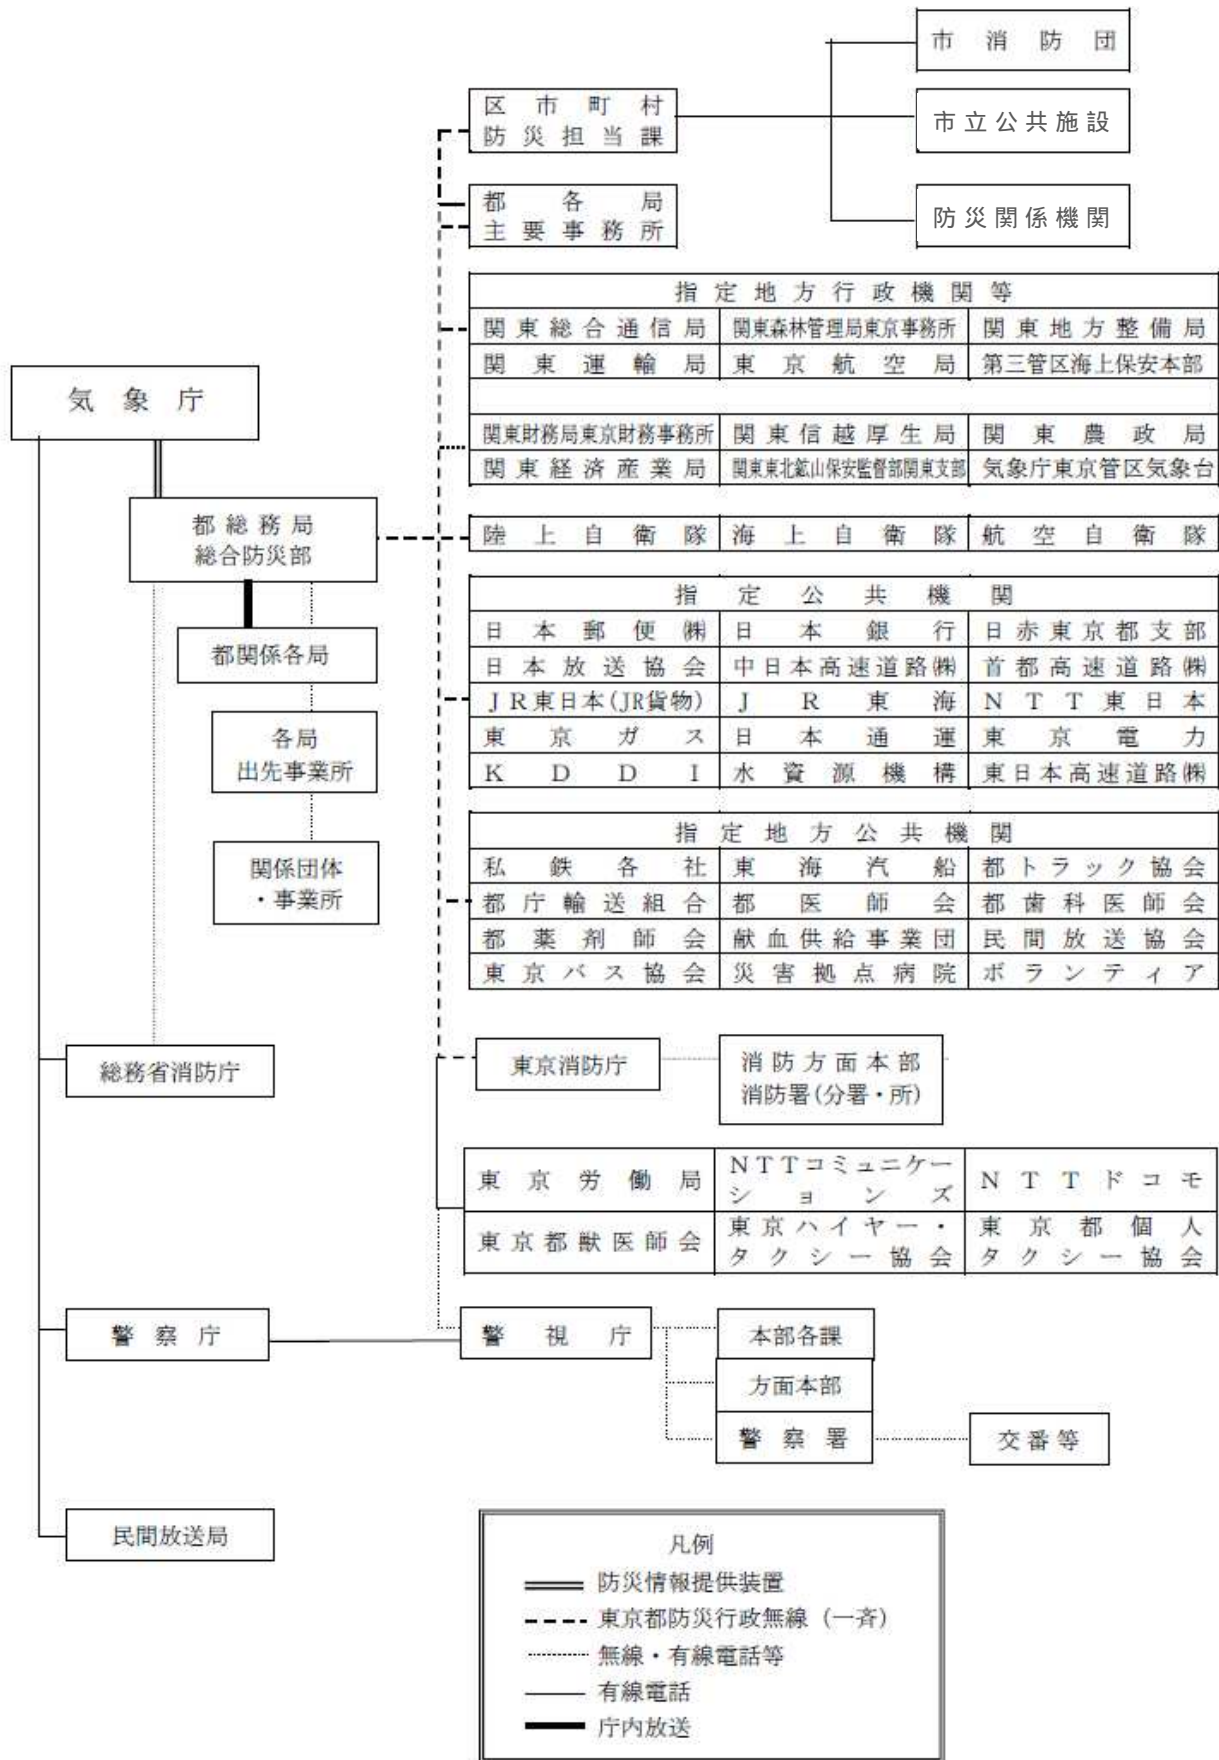 市消防団
区市町村
防災担当課
市立公共施設
都各局
主要事務所
防災関係機関
指定地方行政機関等
関東総合通信局 関東森林管理局東京事務所 関東地方整備局
関東運輸局 東京航空局 第三管区海上保安本部
気象庁
関東財務局東京財務事務所 関東信越厚生局 関東農政局
関東経済産業局 関東東北鉱山保安監督部関東支部 気象庁東京管区気象台
都総務局
総合防災部
陸上自衛隊 海上自衛隊 航空自衛隊
指定公共機関
日本郵便㈱ 日本銀行 日赤東京都支部
都関係各局
日本放送協会 中日本高速道路㈱ 首都高速道路㈱
JR東日本(JR貨物) JR東海 NTT東日本
各局
出先事業所
東京ガス 日本通運 東京電力
KDDI 水資源機構 東日本高速道路㈱
指定地方公共機関
関係団体
・事業所
私鉄各社 東海汽船 都トラック協会
都庁輸送組合 都医師会 都歯科医師会
都薬剤師会 献血供給事業団 民間放送協会
東京バス協会 災害拠点病院 ボランティア
総務省消防庁
東京消防庁
消防方面本部
消防署(分署・所)
東京労働局
NTTコミュニケー
ションズ
NTTドコモ
東京都獣医師会
東京ハイヤー・
タクシー協会
東京都個人
タクシー協会
警察庁
警視庁
本部各課
方面本部
警察署
交番等
民間放送局
凡例
防災情報提供装置
東京都防災行政無線（一斉）
無線・有線電話等
有線電話
庁内放送